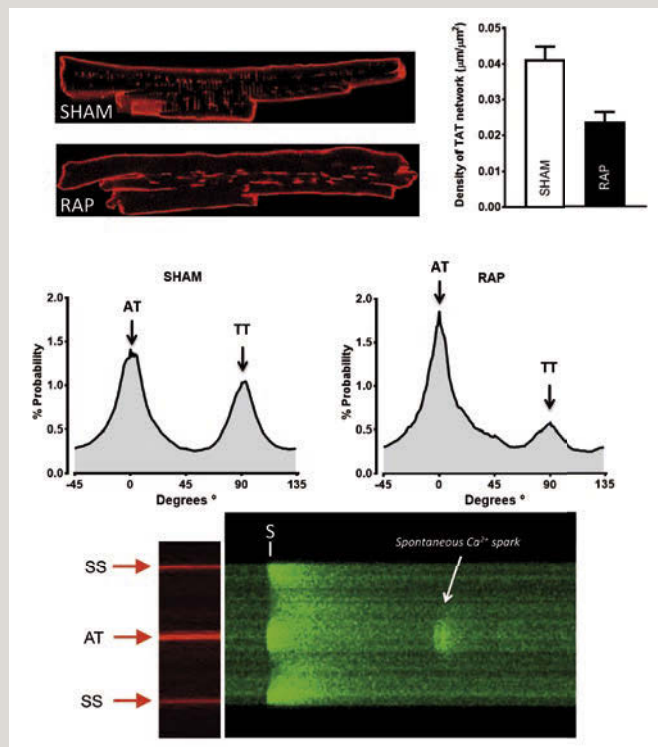 SHAM
RAP
Density of TAT network (µm/µm²)
0.05
0.04
0.03
0.02
0.01
0.00
SHAM
RAP
SHAM
AT
TT
% Probability
2.0
1.5
1.0
0.5
0.0
-45 0 45 90 135
Degrees °
RAP
AT
TT
% Probability
2.0
1.5
1.0
0.5
0.0
-45 0 45 90 135
Degrees °
S
Spontaneous Ca²⁺ spark
SS
AT
SS